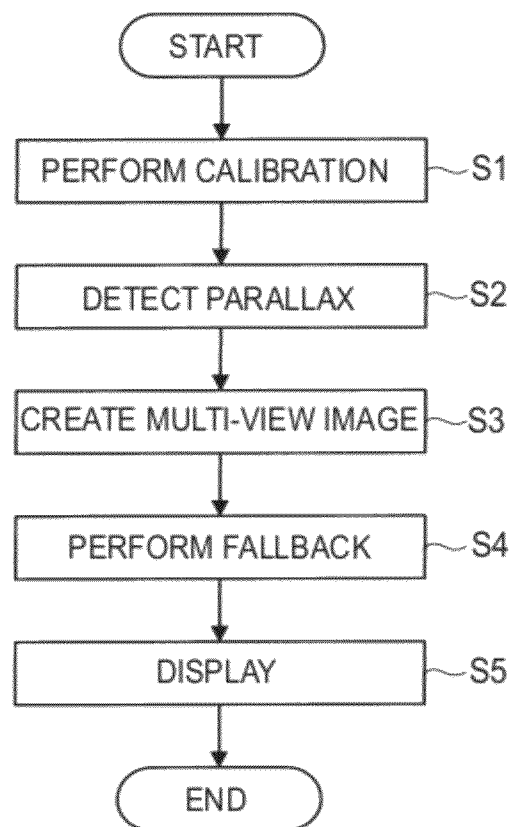 START
PERFORM CALIBRATION S1
DETECT PARALLAX S2
CREATE MULTI-VIEW IMAGE S3
PERFORM FALLBACK S4
DISPLAY S5
END